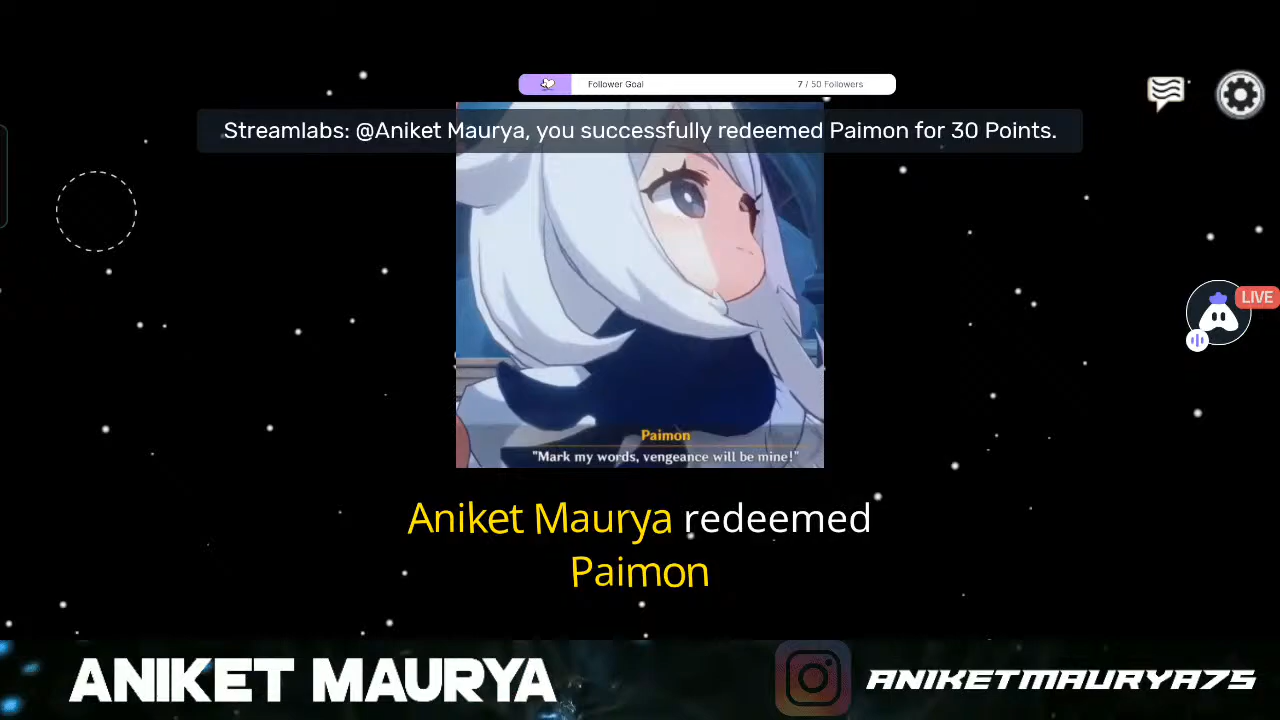 Follower Goal 7 / 50 Followers
Streamlabs: @Aniket Maurya, you successfully redeemed Paimon for 30 Points.
LIVE
Paimon
"Mark my words, vengeance will be mine!"
Aniket Maurya redeemed
Paimon
ANIKET MAURYA
ANIKETMAURYA75